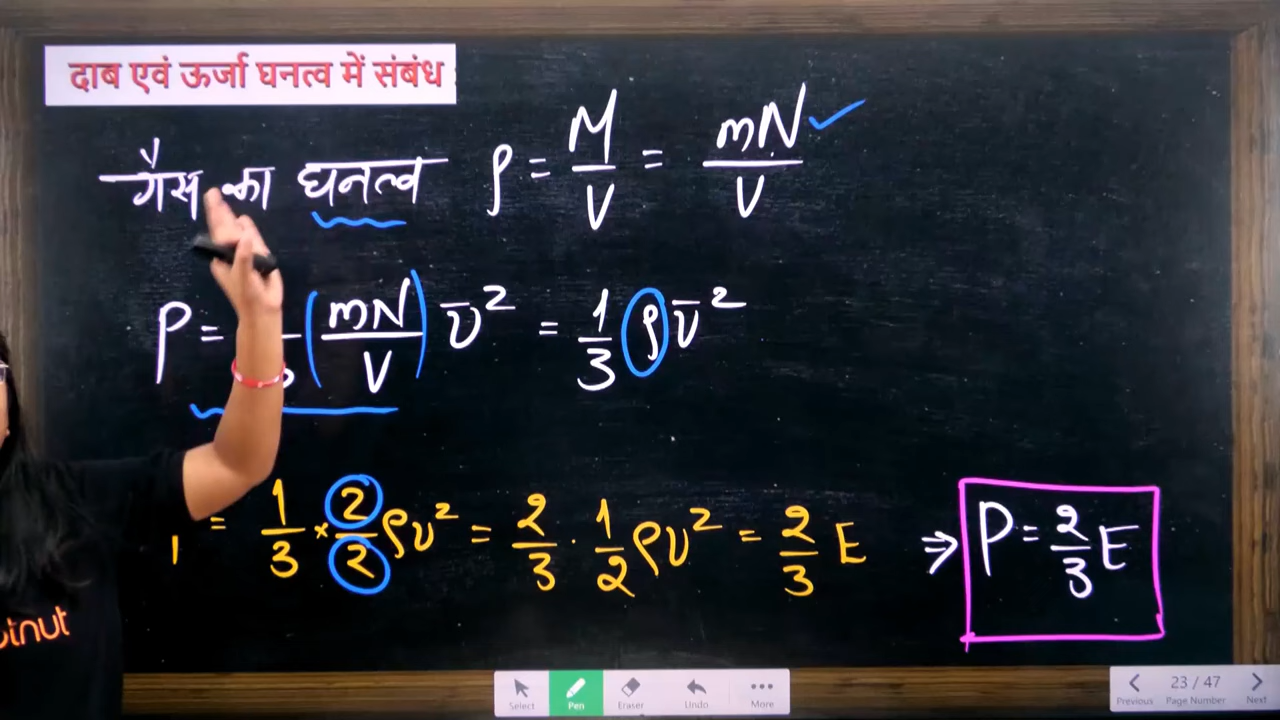 दाब एवं ऊर्जा घनत्व में संबंध
गैस का घनत्व ρ = M/V = mN/V ✓
P = (mN/V) v̄² = 1/3 ρ v̄²
= 1/3 × 2/2 ρv² = 2/3 · 1/2 ρv² = 2/3 E ⇒ P = 2/3 E
Select Pen Eraser Undo More
Previous 23 / 47 Page Number Next